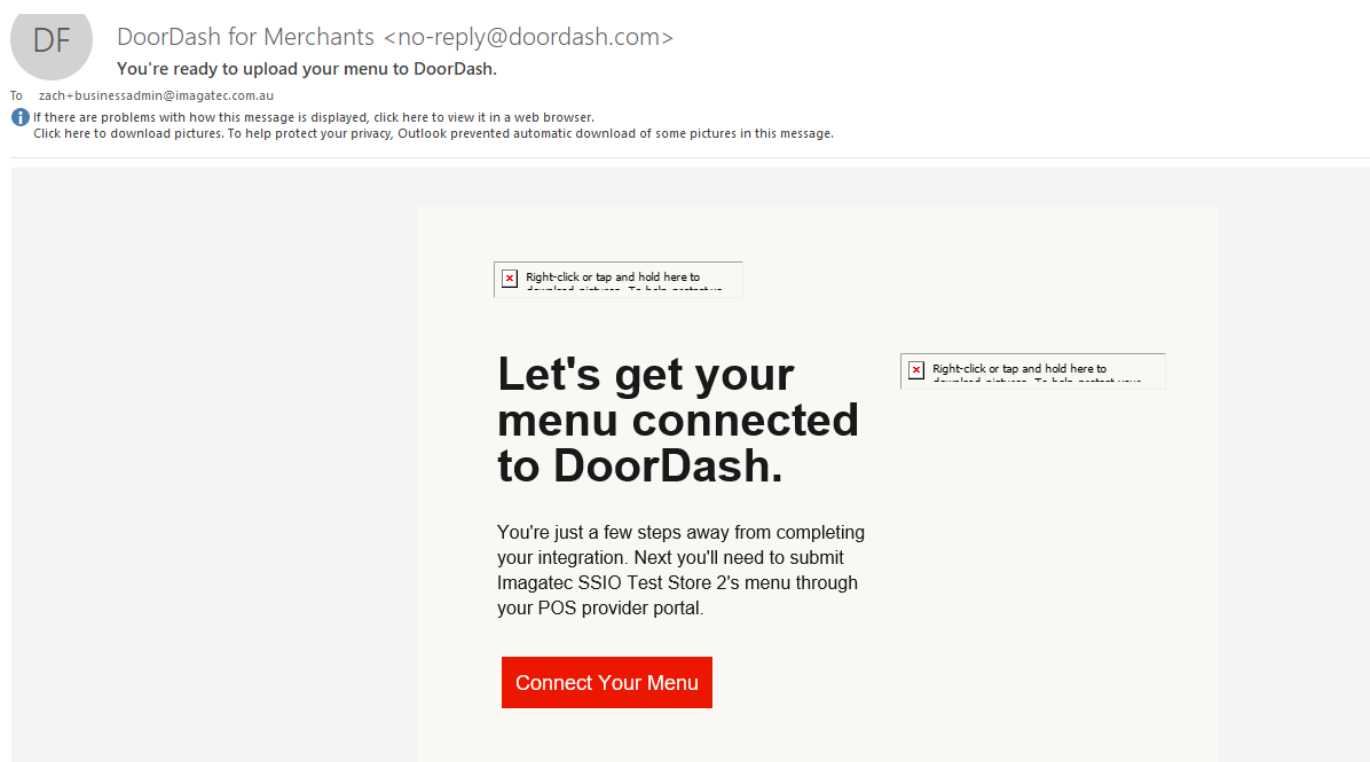 DF
DoorDash for Merchants <no-reply@doordash.com>
You're ready to upload your menu to DoorDash.
To zach+businessadmin@imagatec.com.au
If there are problems with how this message is displayed, click here to view it in a web browser.
Click here to download pictures. To help protect your privacy, Outlook prevented automatic download of some pictures in this message.
Right-click or tap and hold here to
Let's get your
menu connected
to DoorDash.
Right-click or tap and hold here to
You're just a few steps away from completing
your integration. Next you'll need to submit
Imagatec SSIO Test Store 2's menu through
your POS provider portal.
Connect Your Menu